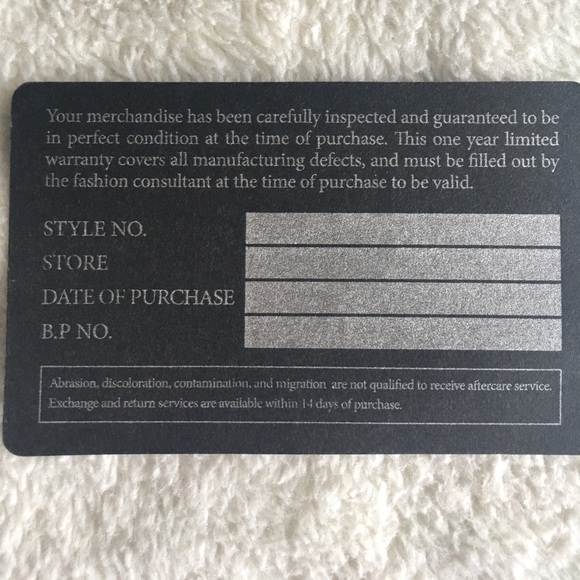 Your merchandise has been carefully inspected and guaranteed to be
in perfect condition at the time of purchase. This one year limited
warranty covers all manufacturing defects, and must be filled out by
the fashion consultant at the time of purchase to be valid.
STYLE NO.
STORE
DATE OF PURCHASE
B.P NO.
Abrasion, discoloration, contamination, and migration are not qualified to receive aftercare service.
Exchange and return services are available within 14 days of purchase.